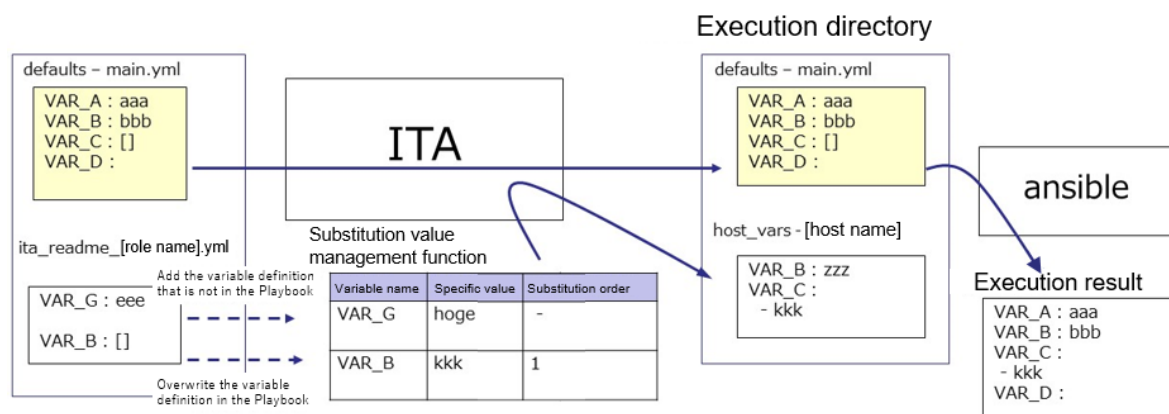 Execution directory
defaults – main.yml
VAR_A : aaa
VAR_B : bbb
VAR_C : []
VAR_D :
ITA
defaults – main.yml
VAR_A : aaa
VAR_B : bbb
VAR_C : []
VAR_D :
ansible
ita_readme_[role name].yml
VAR_G : eee
VAR_B : []
Add the variable definition
that is not in the Playbook
Overwrite the variable
definition in the Playbook
Substitution value
management function
Variable name Specific value Substitution order
VAR_G hoge -
VAR_B kkk 1
host_vars - [host name]
VAR_B : zzz
VAR_C :
- kkk
Execution result
VAR_A : aaa
VAR_B : bbb
VAR_C :
- kkk
VAR_D :